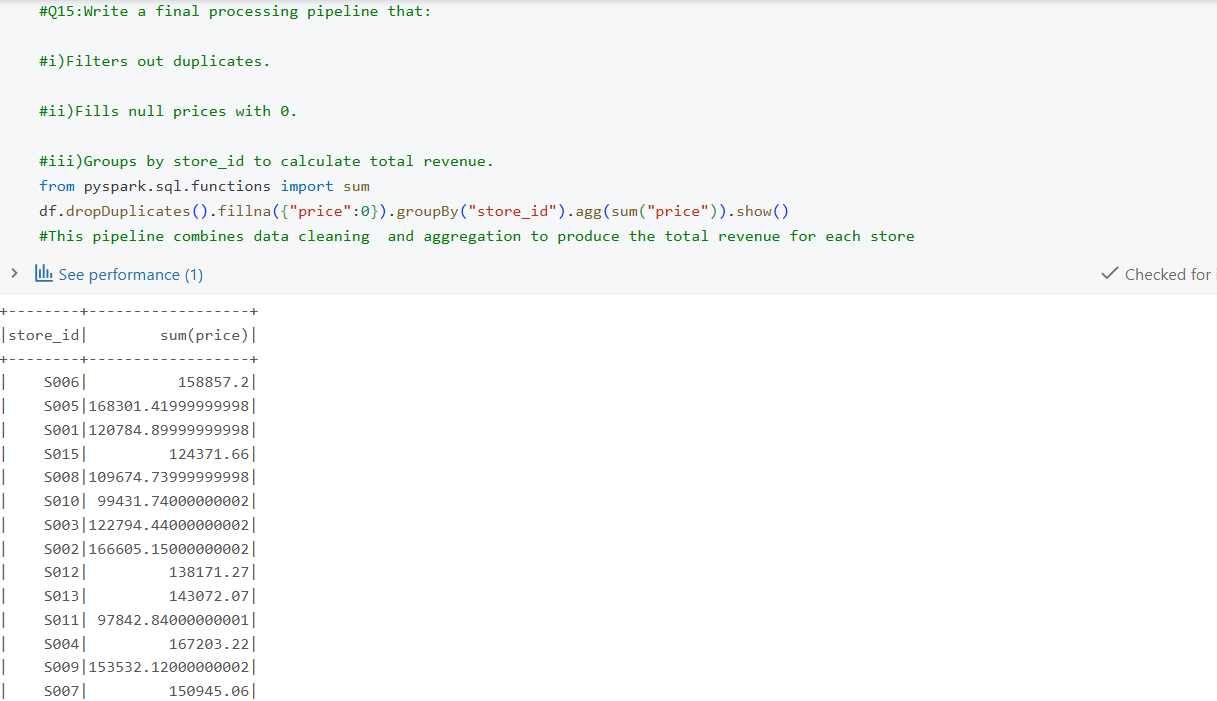 #Q15:Write a final processing pipeline that:
#i)Filters out duplicates.
#ii)Fills null prices with 0.
#iii)Groups by store_id to calculate total revenue.
from pyspark.sql.functions import sum
df.dropDuplicates().fillna({"price":0}).groupBy("store_id").agg(sum("price")).show()
#This pipeline combines data cleaning  and aggregation to produce the total revenue for each store
See performance (1)
Checked for
+--------+------------------+
|store_id|        sum(price)|
+--------+------------------+
|    S006|          158857.2|
|    S005|168301.41999999998|
|    S001|120784.89999999998|
|    S015|         124371.66|
|    S008|109674.73999999998|
|    S010| 99431.74000000002|
|    S003|122794.44000000002|
|    S002|166605.15000000002|
|    S012|         138171.27|
|    S013|         143072.07|
|    S011| 97842.84000000001|
|    S004|         167203.22|
|    S009|153532.12000000002|
|    S007|         150945.06|